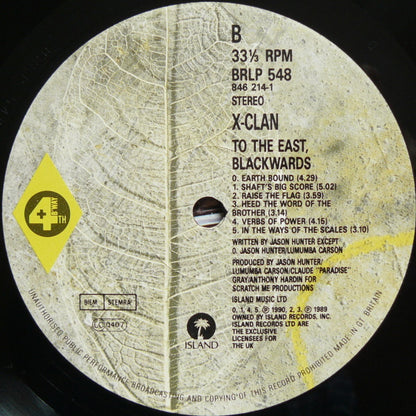 B
33⅓ RPM
BRLP 548
846 214-1
STEREO
X-CLAN
TO THE EAST,
BLACKWARDS
0. EARTH BOUND (4.29)
1. SHAFT'S BIG SCORE (5.02)
2. RAISE THE FLAG (3.59)
3. HEED THE WORD OF THE
BROTHER (3.14)
4. VERBS OF POWER (4.15)
5. IN THE WAYS OF THE SCALES (3.10)
WRITTEN BY JASON HUNTER EXCEPT
0. JASON HUNTER/LUMUMBA CARSON
PRODUCED BY JASON HUNTER/
LUMUMBA CARSON/CLAUDE "PARADISE"
GRAY/ANTHONY HARDIN FOR
SCRATCH ME PRODUCTIONS
ISLAND MUSIC LTD
0, 1, 4, 5, ℗ 1990, 2, 3, ℗ 1989
OWNED BY ISLAND RECORDS, INC.
ISLAND RECORDS LTD ARE
THE EXCLUSIVE
LICENSEES FOR
THE UK
4TH
B'WAY
BIEM STEMRA
LC 0407
ISLAND
UNAUTHORISED PUBLIC PERFORMANCE, BROADCASTING AND COPYING OF THIS RECORD PROHIBITED MADE IN GT BRITAIN